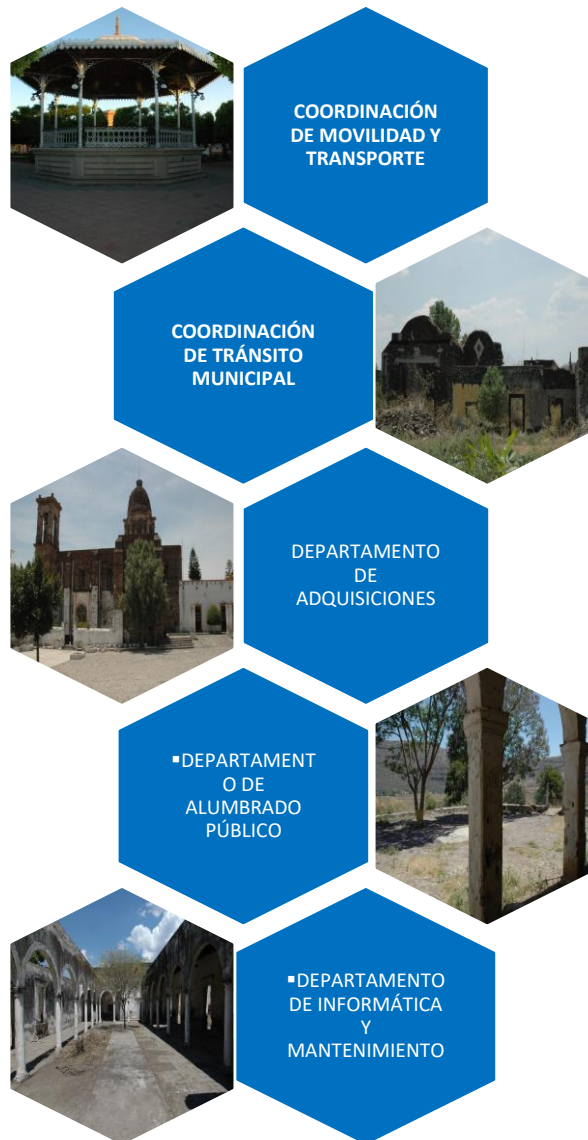 COORDINACIÓN
DE MOVILIDAD Y
TRANSPORTE
COORDINACIÓN
DE TRÁNSITO
MUNICIPAL
DEPARTAMENTO
DE
ADQUISICIONES
▪DEPARTAMENT
O DE
ALUMBRADO
PÚBLICO
▪DEPARTAMENTO
DE INFORMÁTICA
Y
MANTENIMIENTO